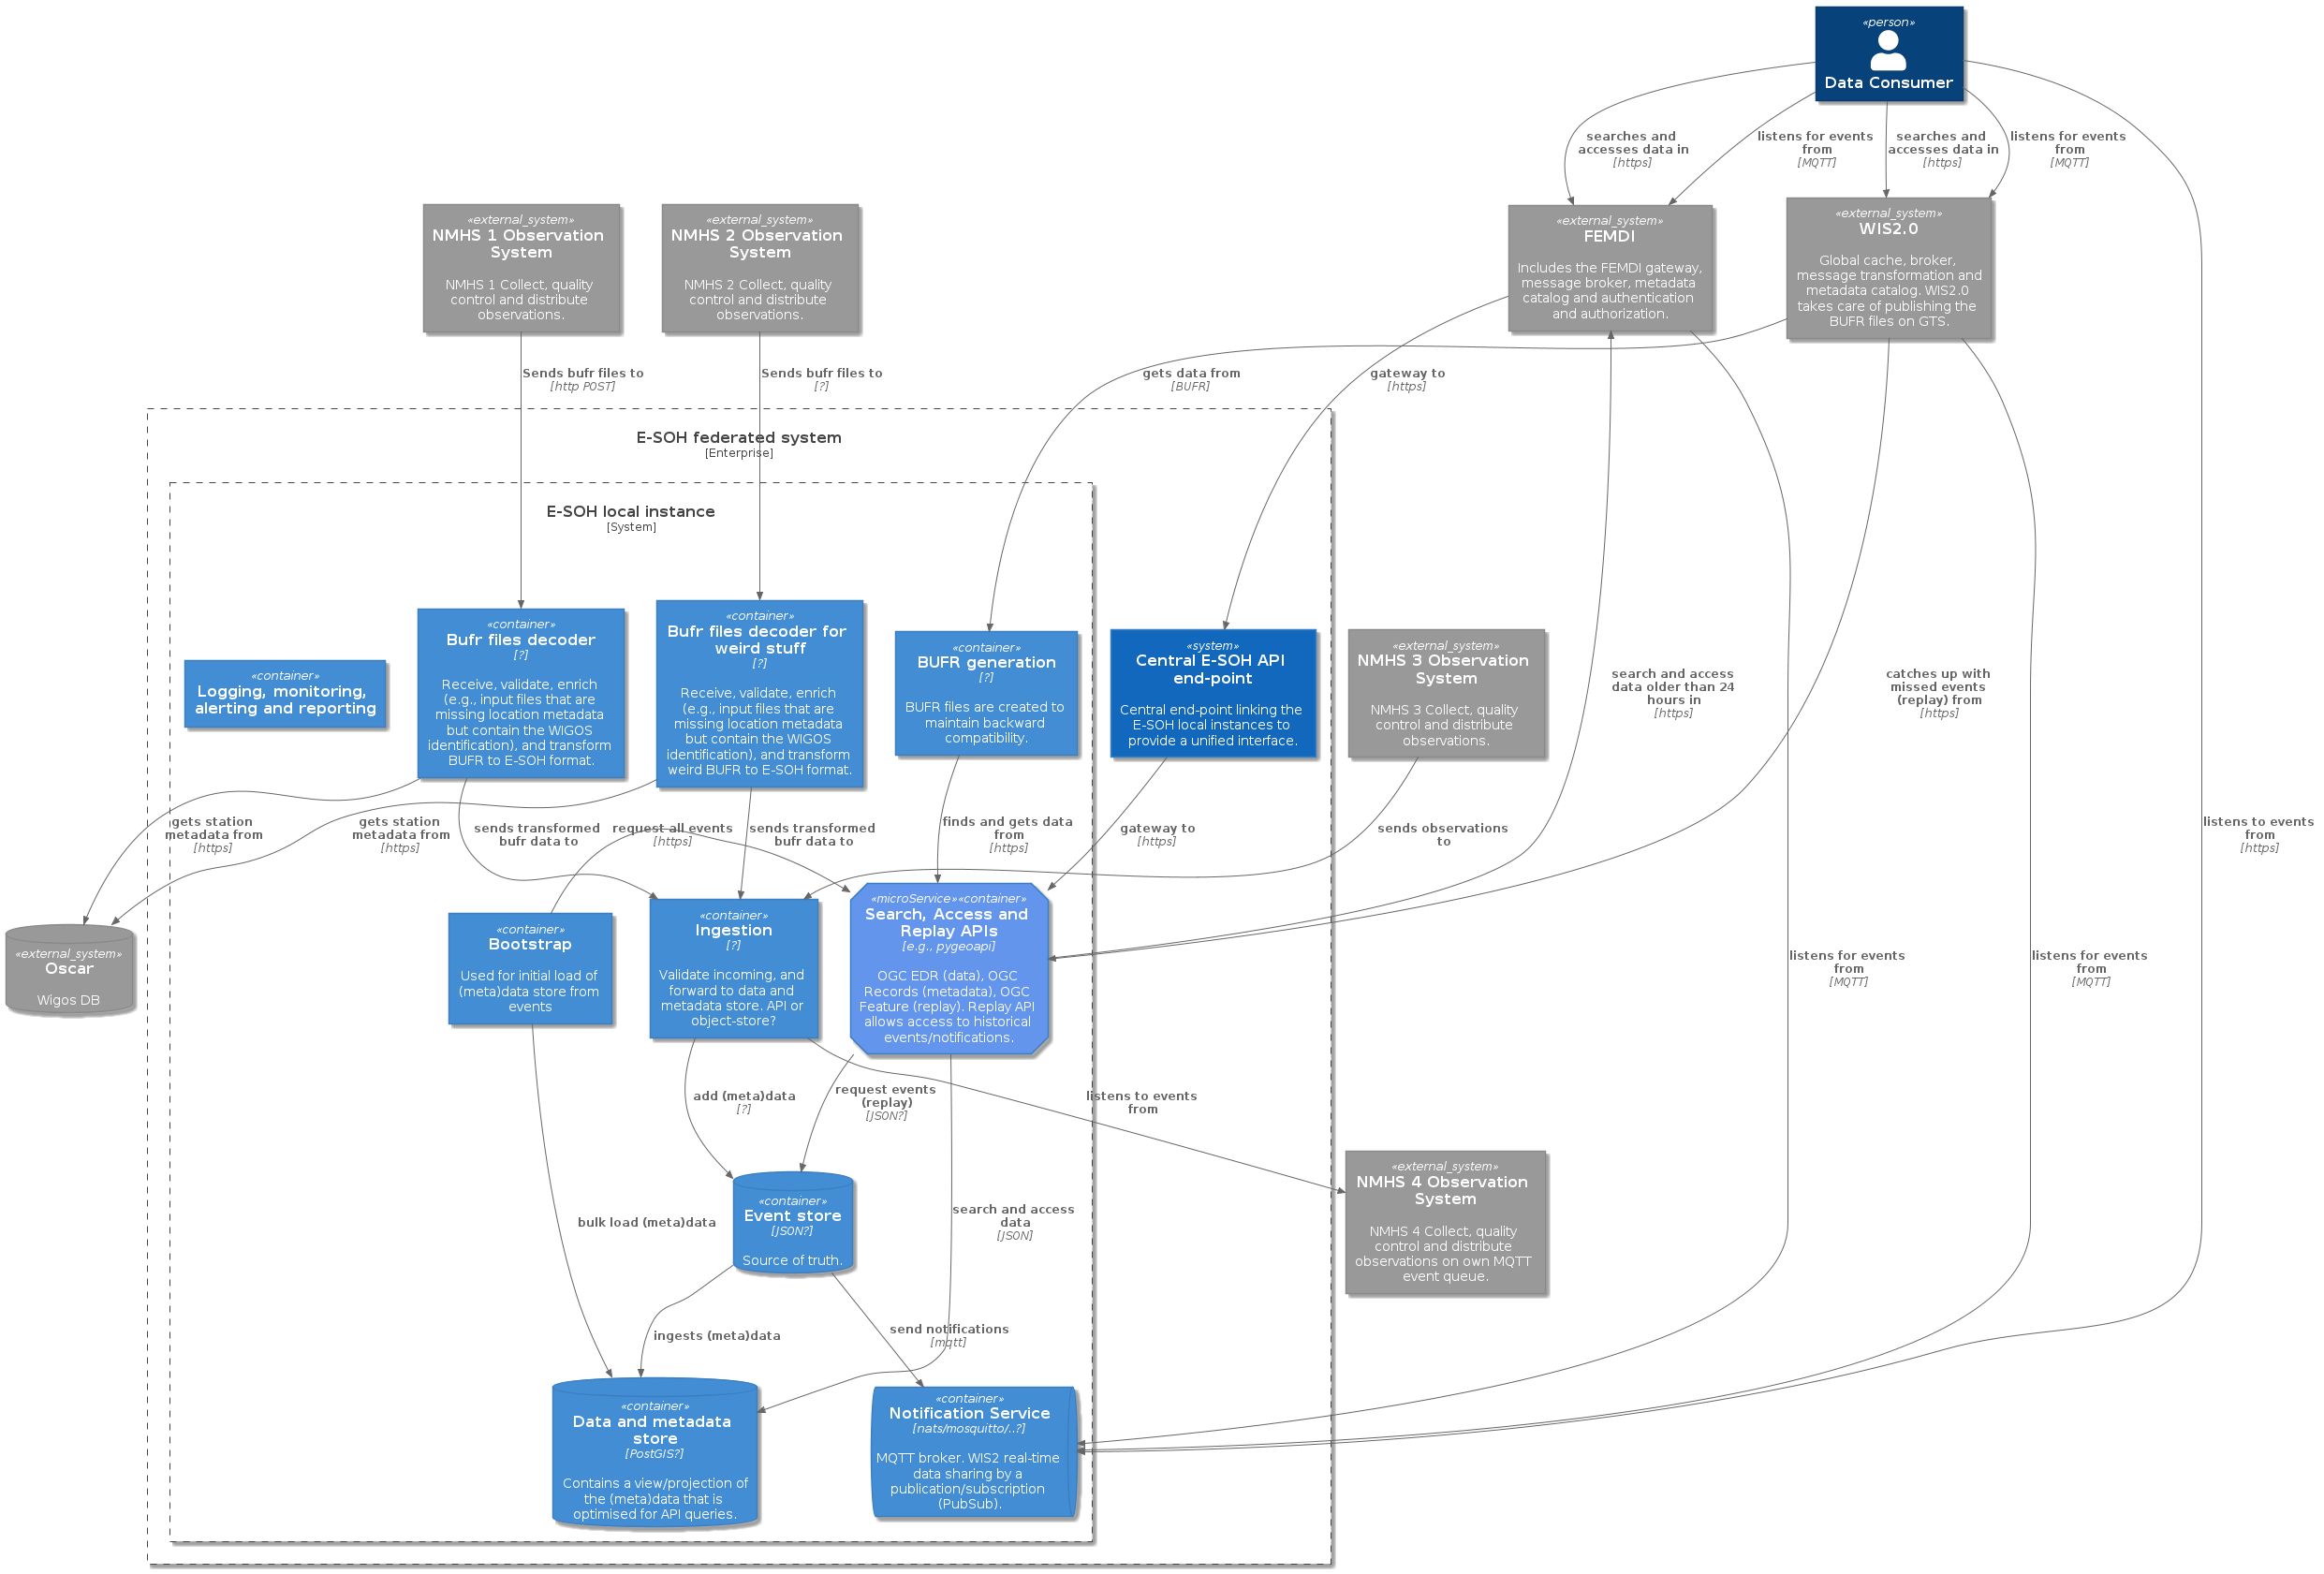 «person»
Data Consumer
searches and
accesses data in
[https]
listens for events
from
[MQTT]
searches and
accesses data in
[https]
listens for events
from
[MQTT]
«external_system»
NMHS 1 Observation
System
NMHS 1 Collect, quality
control and distribute
observations.
«external_system»
NMHS 2 Observation
System
NMHS 2 Collect, quality
control and distribute
observations.
«external_system»
FEMDI
Includes the FEMDI gateway,
message broker, metadata
catalog and authentication
and authorization.
«external_system»
WIS2.0
Global cache, broker,
message transformation and
metadata catalog. WIS2.0
takes care of publishing the
BUFR files on GTS.
Sends bufr files to
[http POST]
Sends bufr files to
[?]
gets data from
[BUFR]
gateway to
[https]
E-SOH federated system
[Enterprise]
E-SOH local instance
[System]
«container»
Logging, monitoring,
alerting and reporting
«container»
Bufr files decoder
[?]
Receive, validate, enrich
(e.g., input files that are
missing location metadata
but contain the WIGOS
identification), and transform
BUFR to E-SOH format.
«container»
Bufr files decoder for
weird stuff
[?]
Receive, validate, enrich
(e.g., input files that are
missing location metadata
but contain the WIGOS
identification), and transform
weird BUFR to E-SOH format.
«container»
BUFR generation
[?]
BUFR files are created to
maintain backward
compatibility.
«system»
Central E-SOH API
end-point
Central end-point linking the
E-SOH local instances to
provide a unified interface.
«external_system»
NMHS 3 Observation
System
NMHS 3 Collect, quality
control and distribute
observations.
search and access
data older than 24
hours in
[https]
catches up with
missed events
(replay) from
[https]
gets station
metadata from
[https]
gets station
metadata from
[https]
sends transformed
bufr data to
request all events
[https]
sends transformed
bufr data to
finds and gets data
from
[https]
gateway to
[https]
sends observations
to
listens to events
from
[https]
«external_system»
Oscar
Wigos DB
«container»
Bootstrap
Used for initial load of
(meta)data store from
events
«container»
Ingestion
[?]
Validate incoming, and
forward to data and
metadata store. API or
object-store?
«microService»«container»
Search, Access and
Replay APIs
[e.g., pygeoapi]
OGC EDR (data), OGC
Records (metadata), OGC
Feature (replay). Replay API
allows access to historical
events/notifications.
listens for events
from
[MQTT]
listens for events
from
[MQTT]
add (meta)data
[?]
request events
(replay)
[JSON?]
listens to events
from
«container»
Event store
[JSON?]
Source of truth.
bulk load (meta)data
search and access
data
[JSON]
«external_system»
NMHS 4 Observation
System
NMHS 4 Collect, quality
control and distribute
observations on own MQTT
event queue.
ingests (meta)data
send notifications
[mqtt]
«container»
Data and metadata
store
[PostGIS?]
Contains a view/projection of
the (meta)data that is
optimised for API queries.
«container»
Notification Service
[nats/mosquitto/..?]
MQTT broker. WIS2 real-time
data sharing by a
publication/subscription
(PubSub).